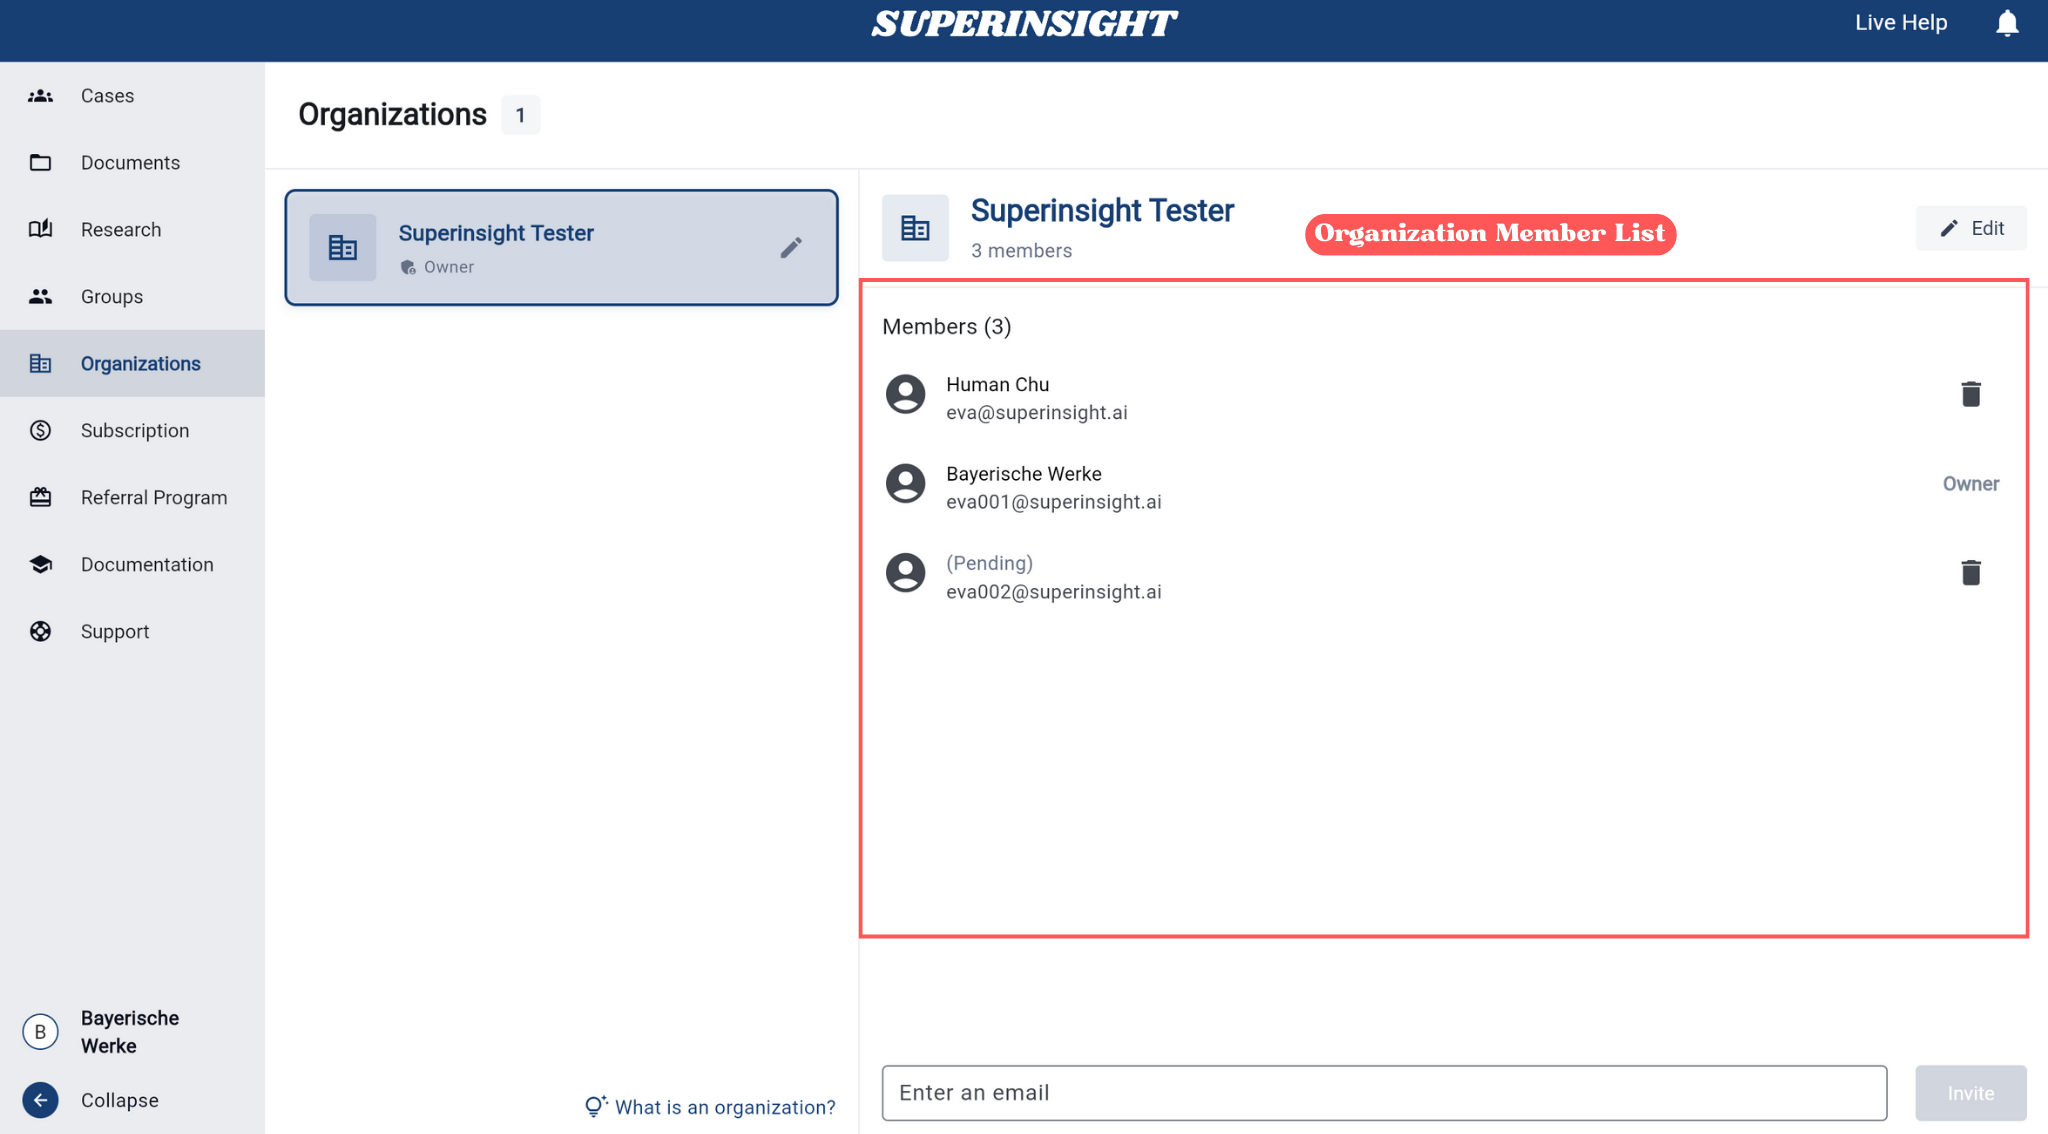 SUPERINSIGHT
Live Help
Cases
Documents
Research
Groups
Organizations
Subscription
Referral Program
Documentation
Support
B
Bayerische
Werke
Collapse
Organizations 1
Superinsight Tester
Owner
What is an organization?
Superinsight Tester
3 members
Organization Member List
Edit
Members (3)
Human Chu
eva@superinsight.ai
Bayerische Werke
eva001@superinsight.ai
Owner
(Pending)
eva002@superinsight.ai
Enter an email
Invite